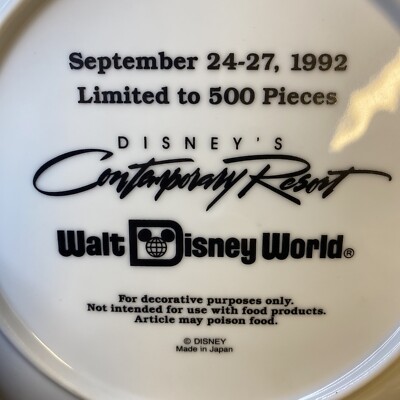 September 24-27, 1992
Limited to 500 Pieces
DISNEY'S
Contemporary Resort
Walt Disney World®
For decorative purposes only.
Not intended for use with food products.
Article may poison food.
© DISNEY
Made in Japan